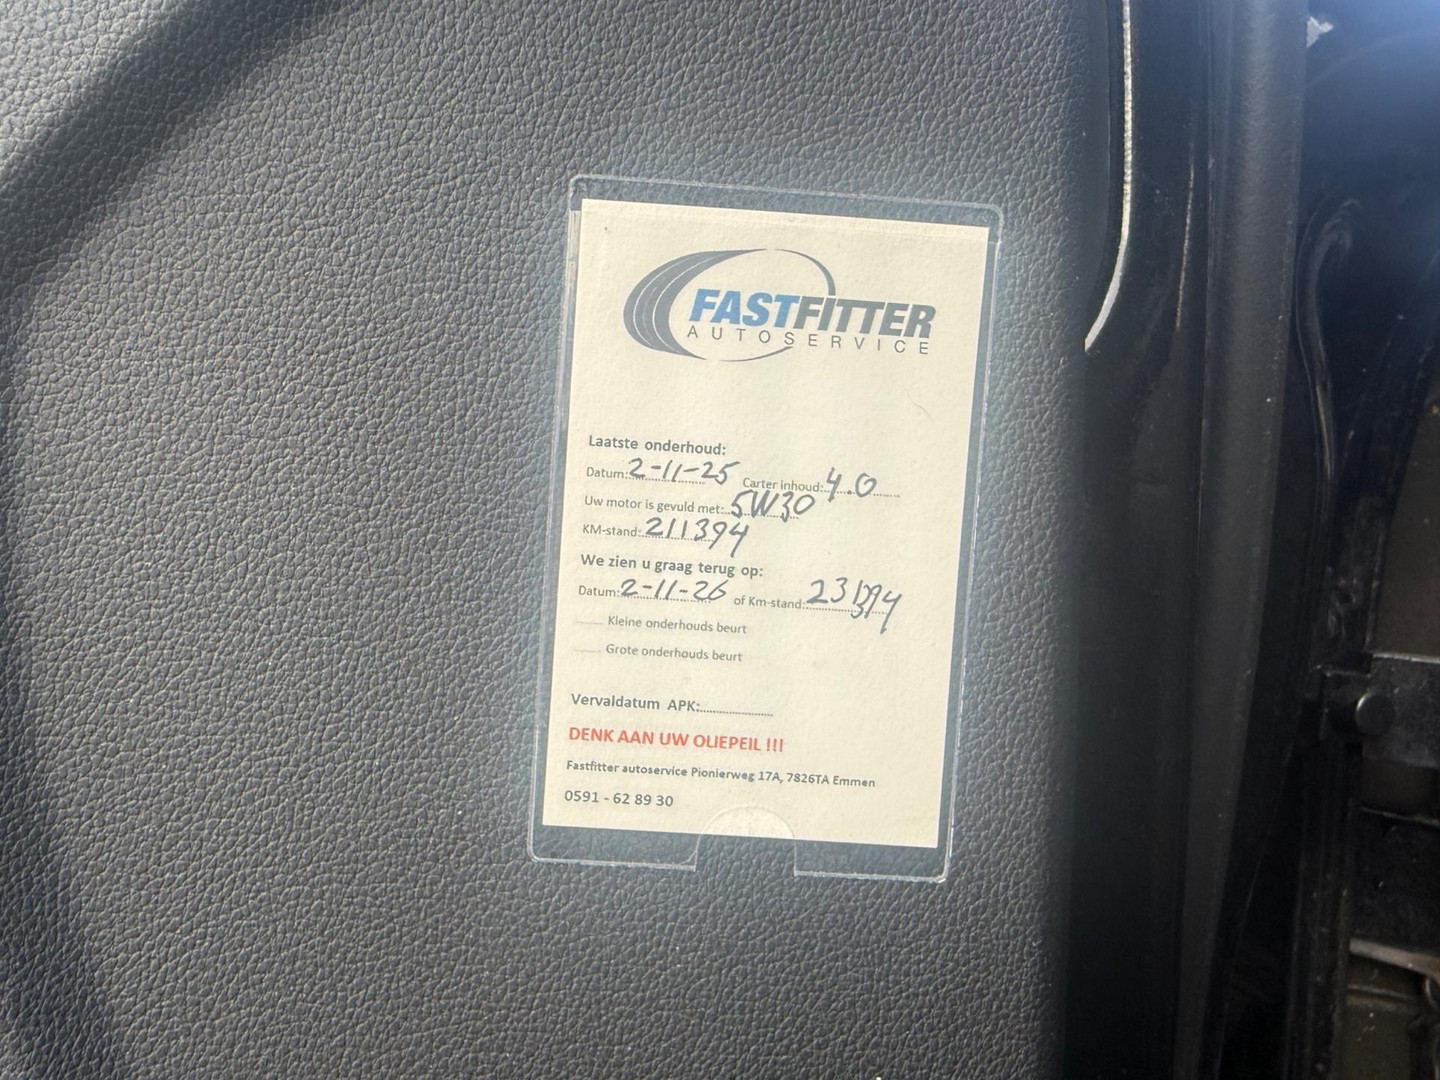 FASTFITTER
AUTOSERVICE
Laatste onderhoud:
Datum: 2-11-25 Carter inhoud: 4.0
Uw motor is gevuld met: 5W30
KM-stand: 211394
We zien u graag terug op:
Datum: 2-11-26 of Km-stand: 231394
Kleine onderhouds beurt
Grote onderhouds beurt
Vervaldatum APK:
DENK AAN UW OLIEPEIL !!!
Fastfitter autoservice Pionierweg 17A, 7826TA Emmen
0591 - 62 89 30